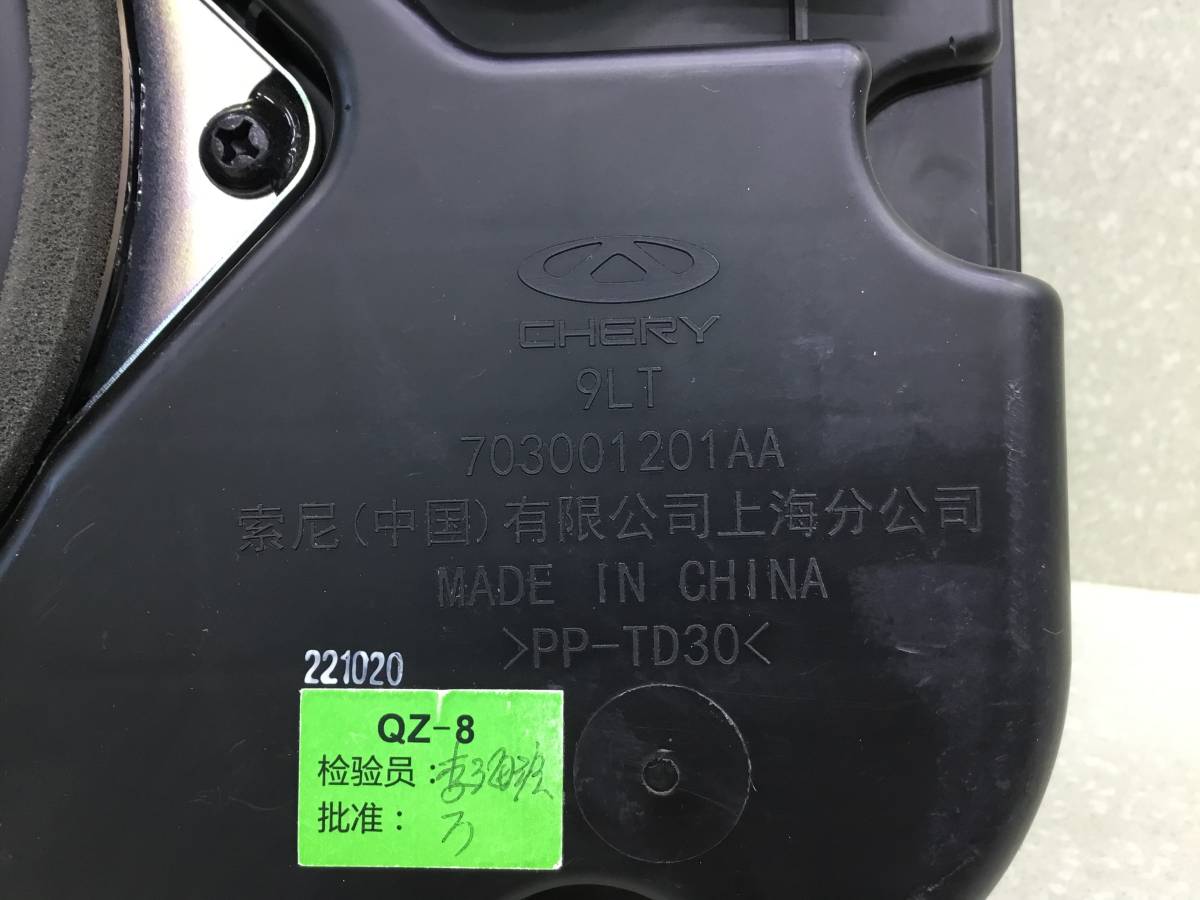 CHERY
9LT
703001201AA
索尼(中国)有限公司上海分公司
MADE IN CHINA
>PP-TD30<
221020
QZ-8
检验员:
批准: